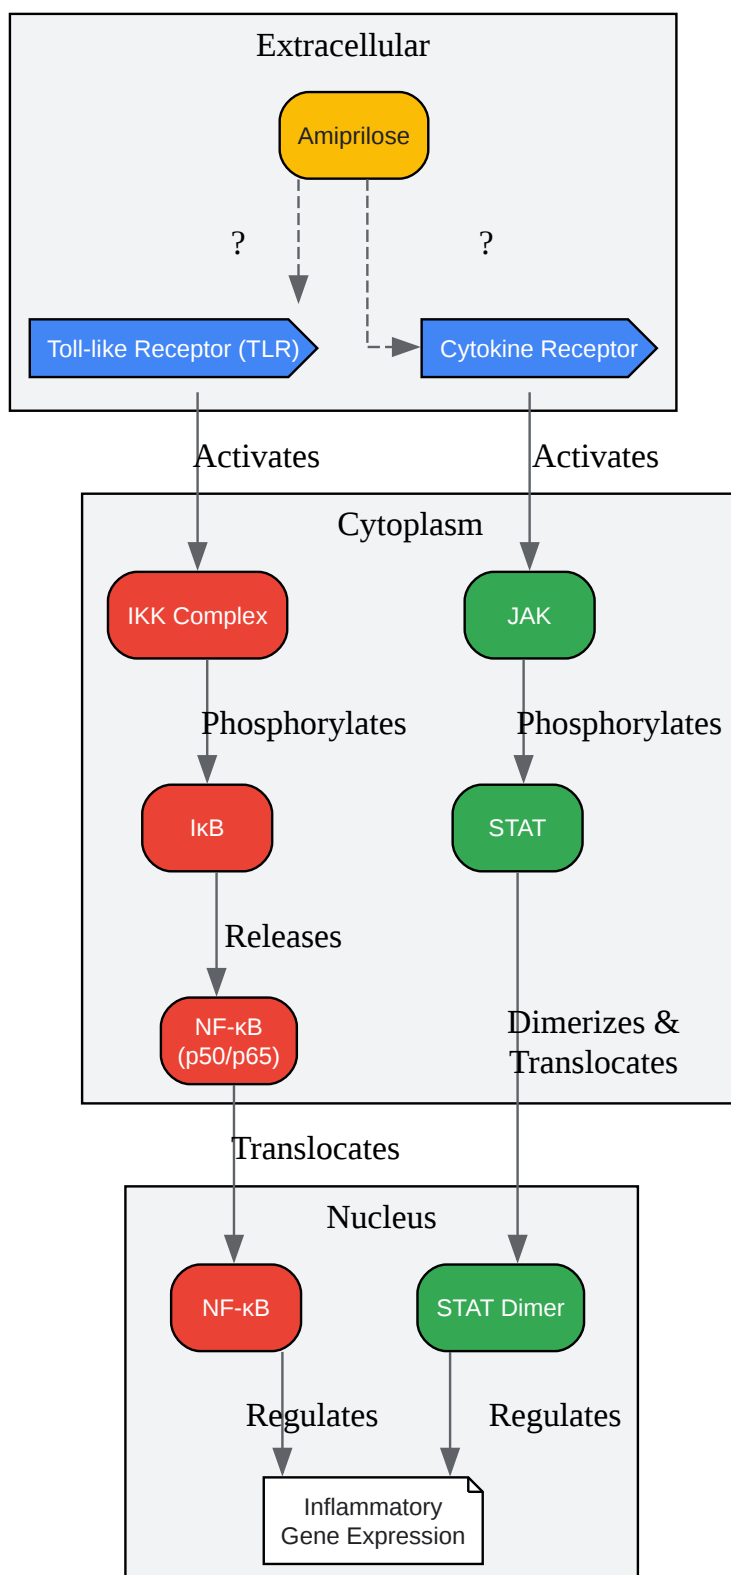 Extracellular
Amiprilose
?
?
Toll-like Receptor (TLR)
Cytokine Receptor
Activates
Activates
Cytoplasm
IKK Complex
JAK
Phosphorylates
Phosphorylates
IκB
STAT
Releases
NF-κB
(p50/p65)
Dimerizes &
Translocates
Translocates
Nucleus
NF-κB
STAT Dimer
Regulates
Regulates
Inflammatory
Gene Expression